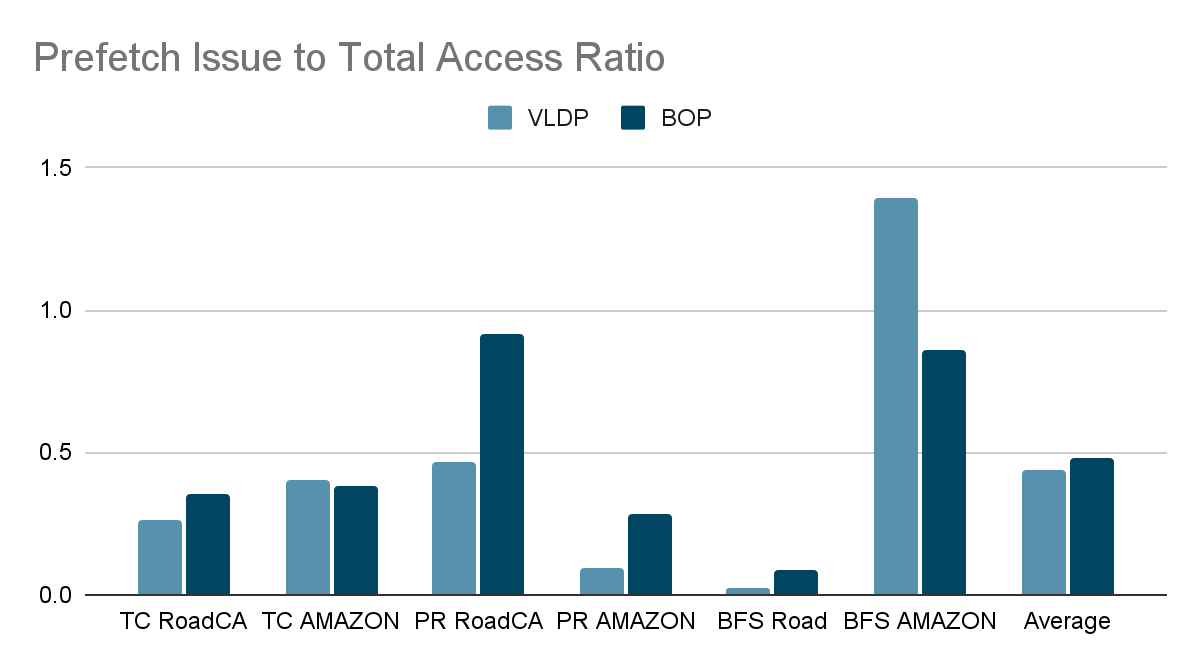 Prefetch Issue to Total Access Ratio
VLDP BOP
1.5
1.0
0.5
0.0
TC RoadCA TC AMAZON PR RoadCA PR AMAZON BFS Road BFS AMAZON Average